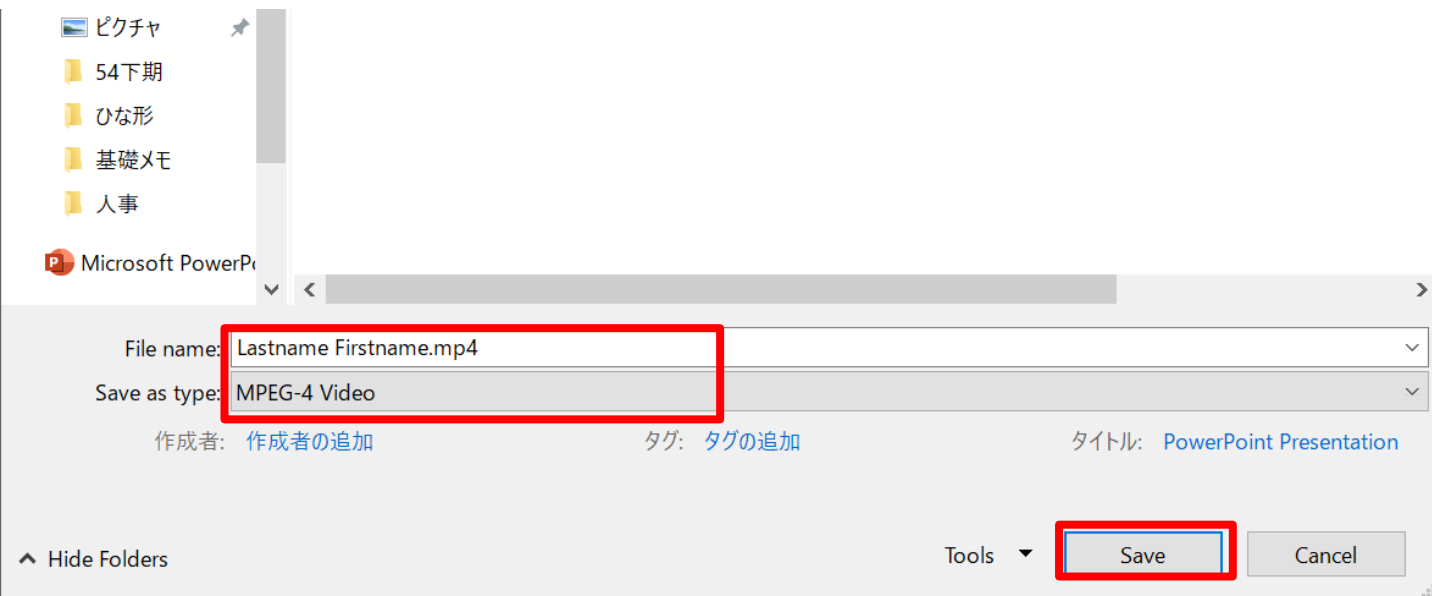 ピクチャ
54下期
ひな形
基礎メモ
人事
Microsoft PowerPo
File name: Lastname Firstname.mp4
Save as type: MPEG-4 Video
作成者: 作成者の追加 タグ: タグの追加 タイトル: PowerPoint Presentation
Hide Folders Tools Save Cancel